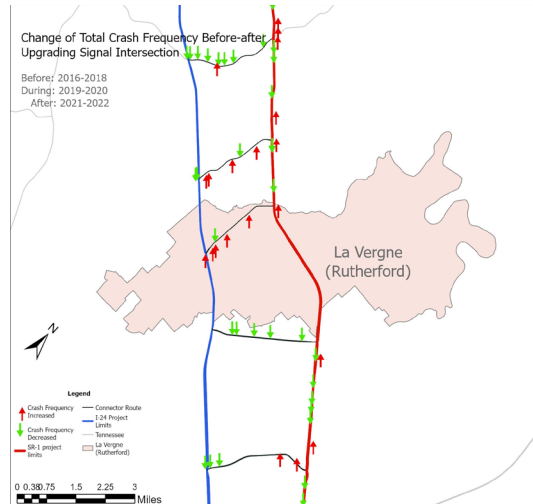 Change of Total Crash Frequency Before-after
Upgrading Signal Intersection
Before: 2016-2018
During: 2019-2020
After: 2021-2022
La Vergne
(Rutherford)
N
Legend
Crash Frequency
Increased
Crash Frequency
Decreased
SR-1 project
limits
Connector Route
I-24 Project
Limits
Tennessee
La Vergne
(Rutherford)
0 0.380.75 1.5 2.25 3
Miles